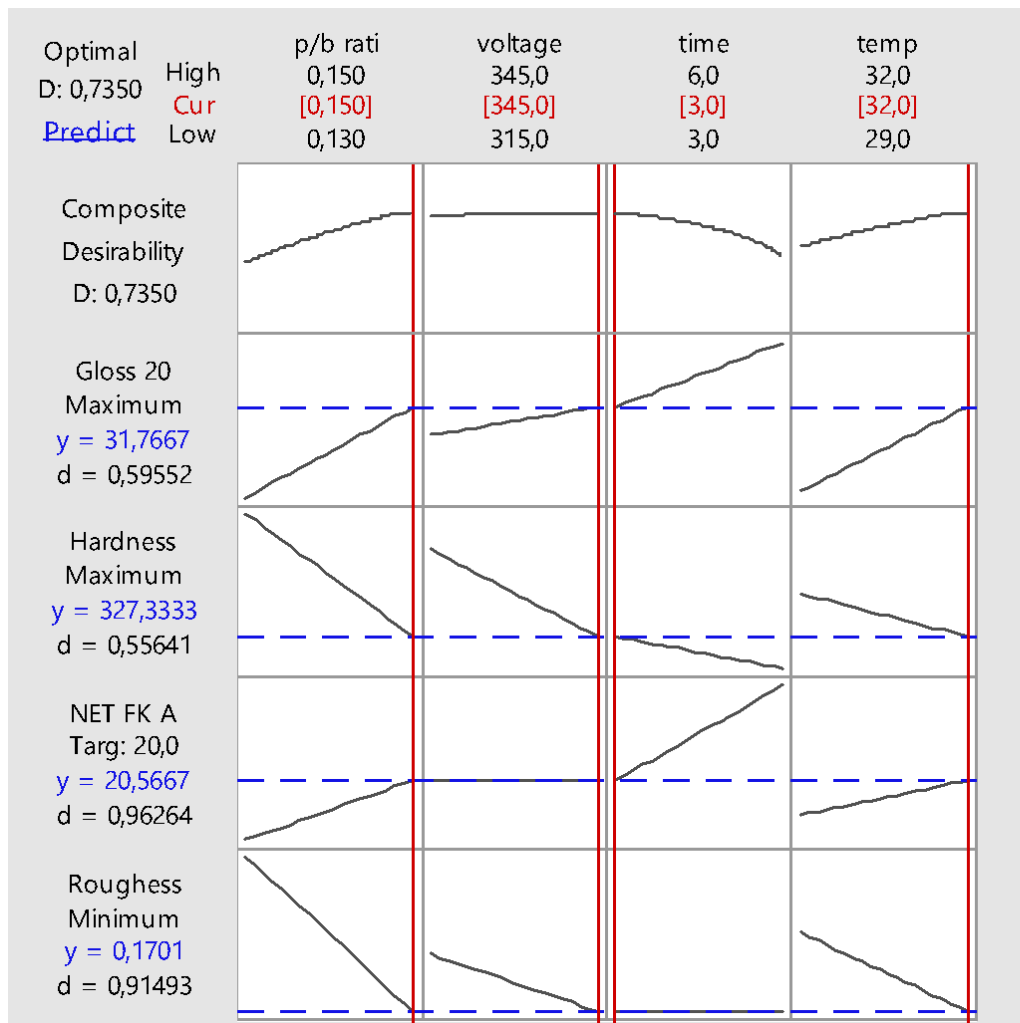 Optimal
D: 0,7350
Predict
High
Cur
Low
p/b rati
0,150
[0,150]
0,130
voltage
345,0
[345,0]
315,0
time
6,0
[3,0]
3,0
temp
32,0
[32,0]
29,0
Composite
Desirability
D: 0,7350
Gloss 20
Maximum
y = 31,7667
d = 0,59552
Hardness
Maximum
y = 327,3333
d = 0,55641
NET FK A
Targ: 20,0
y = 20,5667
d = 0,96264
Roughess
Minimum
y = 0,1701
d = 0,91493